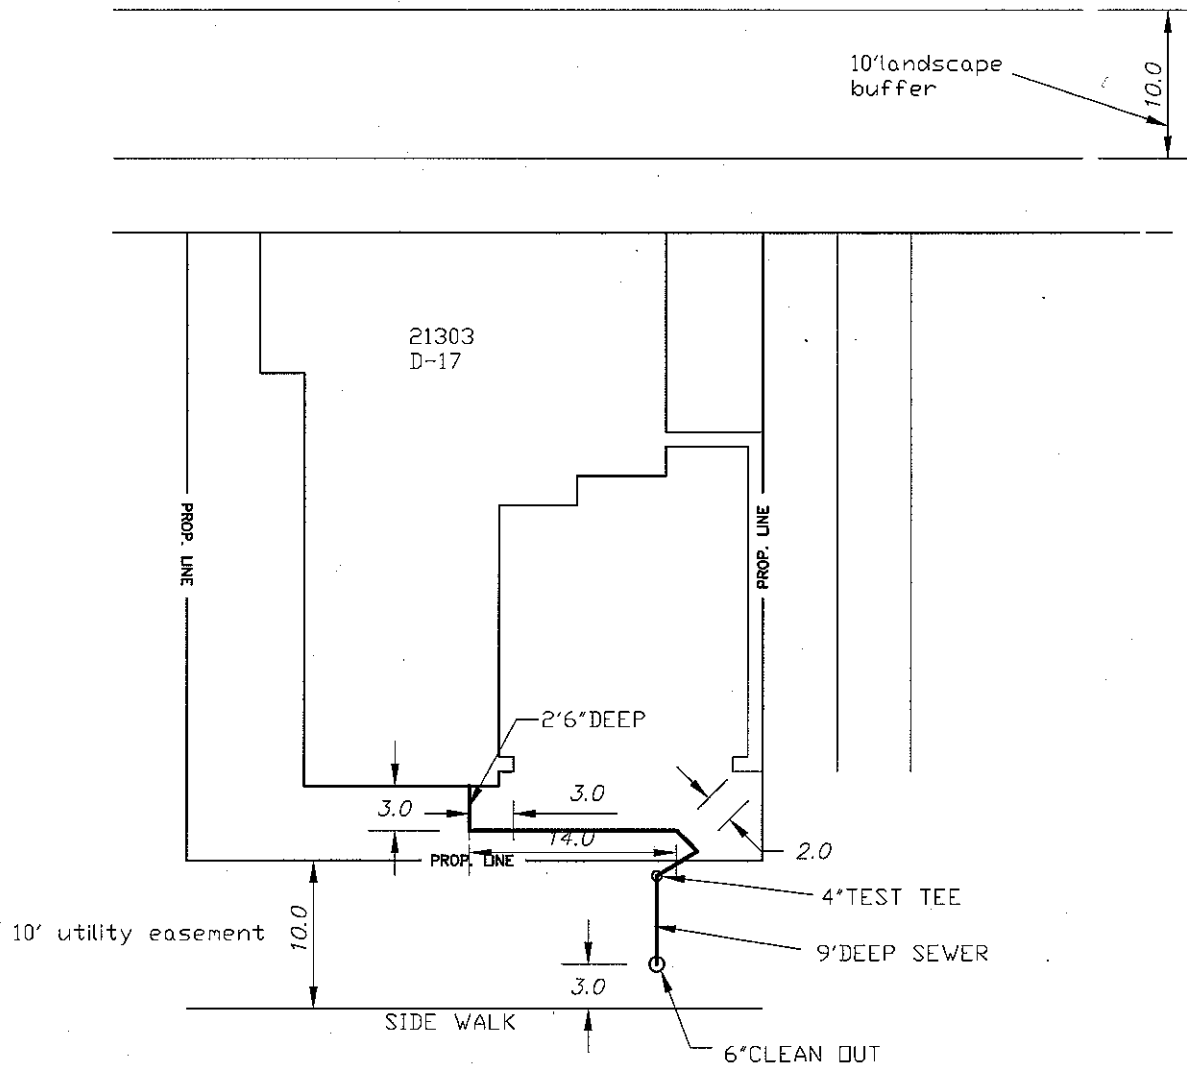 10'landscape
buffer
10.0
21303
D-17
PROP. LINE
PROP. LINE
2'6"DEEP
3.0
3.0
14.0
2.0
PROP. LINE
4"TEST TEE
10' utility easement
10.0
9'DEEP SEWER
3.0
SIDE WALK
6"CLEAN OUT